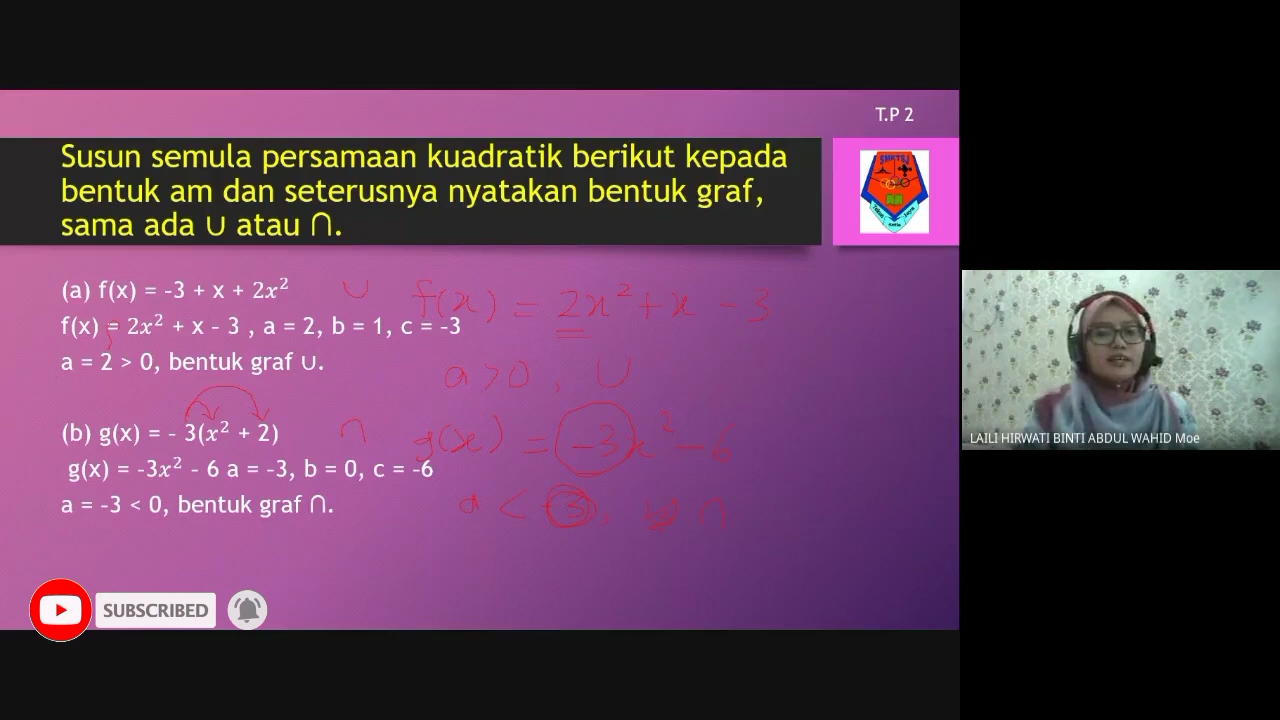 T.P 2
Susun semula persamaan kuadratik berikut kepada
bentuk am dan seterusnya nyatakan bentuk graf,
sama ada ∪ atau ∩.
SMKTSJ
(a) f(x) = -3 + x + 2x² ∪
f(x) = 2x² + x - 3
f(x) = 2x² + x - 3 , a = 2, b = 1, c = -3
a = 2 > 0, bentuk graf ∪.
a > 0 , ∪
(b) g(x) = - 3(x² + 2) ∩
g(x) = -3x² - 6
g(x) = -3x² - 6 a = -3, b = 0, c = -6
a = -3 < 0, bentuk graf ∩.
a < -3, ∩
LAILI HIRWATI BINTI ABDUL WAHID Moe
SUBSCRIBED